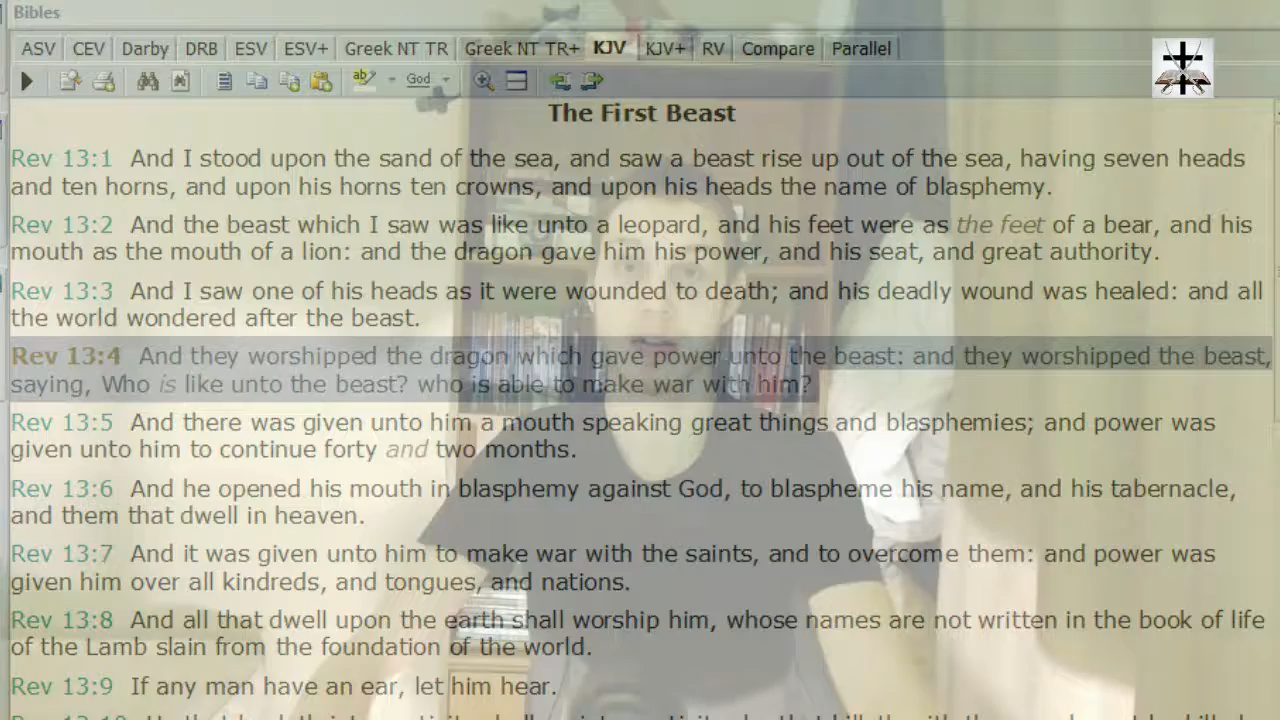 Bibles
ASV CEV Darby DRB ESV ESV+ Greek NT TR Greek NT TR+ KJV KJV+ RV Compare Parallel
God
The First Beast
Rev 13:1 And I stood upon the sand of the sea, and saw a beast rise up out of the sea, having seven heads
and ten horns, and upon his horns ten crowns, and upon his heads the name of blasphemy.
Rev 13:2 And the beast which I saw was like unto a leopard, and his feet were as the feet of a bear, and his
mouth as the mouth of a lion: and the dragon gave him his power, and his seat, and great authority.
Rev 13:3 And I saw one of his heads as it were wounded to death; and his deadly wound was healed: and all
the world wondered after the beast.
Rev 13:4 And they worshipped the dragon which gave power unto the beast: and they worshipped the beast,
saying, Who is like unto the beast? who is able to make war with him?
Rev 13:5 And there was given unto him a mouth speaking great things and blasphemies; and power was
given unto him to continue forty and two months.
Rev 13:6 And he opened his mouth in blasphemy against God, to blaspheme his name, and his tabernacle,
and them that dwell in heaven.
Rev 13:7 And it was given unto him to make war with the saints, and to overcome them: and power was
given him over all kindreds, and tongues, and nations.
Rev 13:8 And all that dwell upon the earth shall worship him, whose names are not written in the book of life
of the Lamb slain from the foundation of the world.
Rev 13:9 If any man have an ear, let him hear.